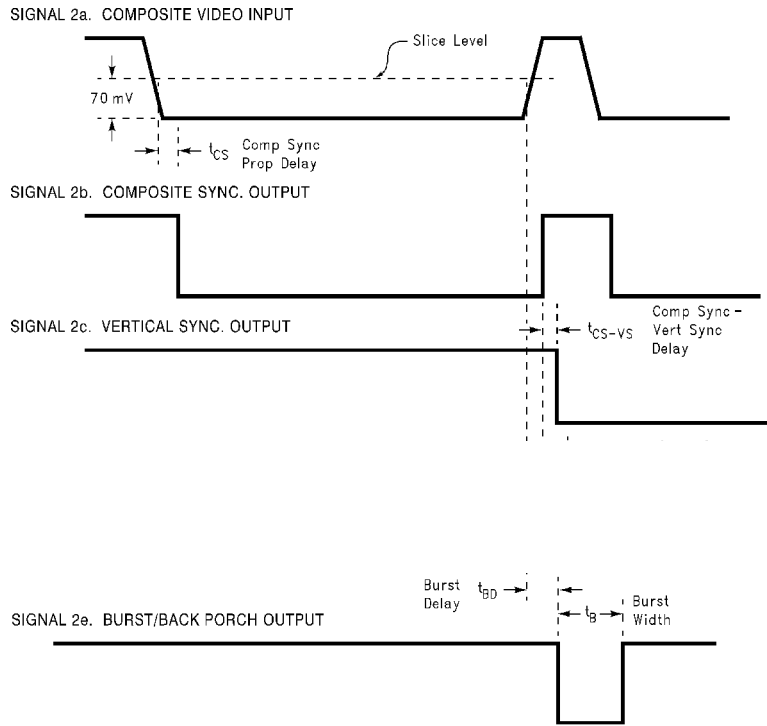 SIGNAL 2a. COMPOSITE VIDEO INPUT
Slice Level
70 mV
tCS Comp Sync
Prop Delay
SIGNAL 2b. COMPOSITE SYNC. OUTPUT
SIGNAL 2c. VERTICAL SYNC. OUTPUT
tCS-VS Comp Sync –
Vert Sync
Delay
Burst tBD
Delay
SIGNAL 2e. BURST/BACK PORCH OUTPUT
tB Burst
Width